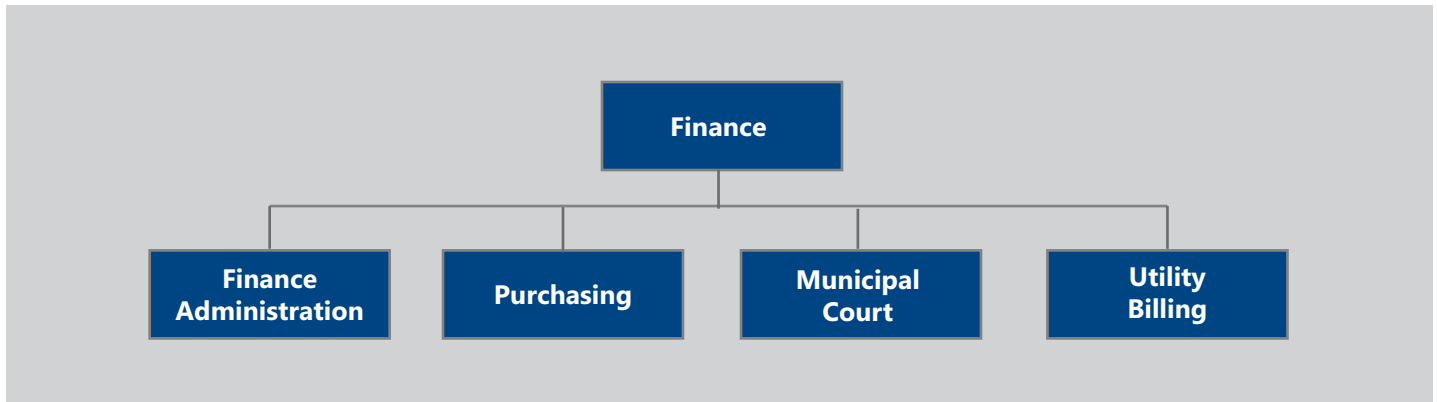 Finance
Finance
Administration
Purchasing
Municipal
Court
Utility
Billing